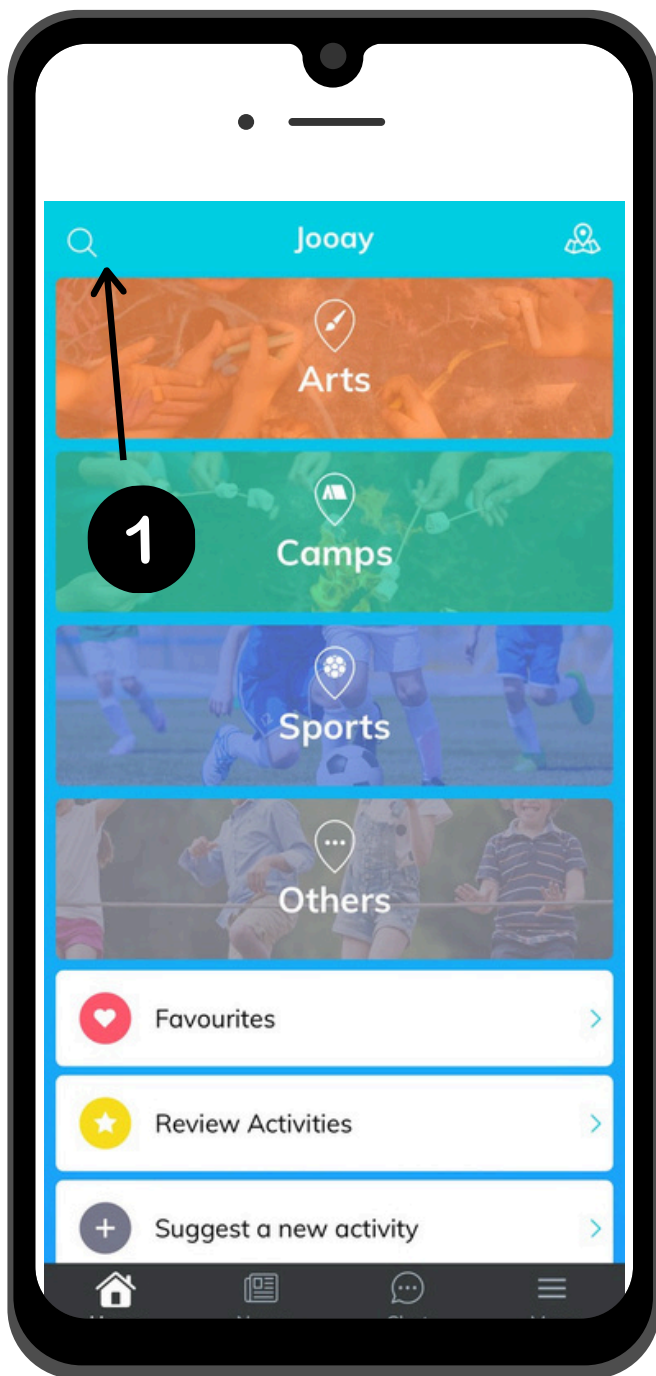 Jooay
Arts
1
Camps
Sports
Others
Favourites
Review Activities
Suggest a new activity